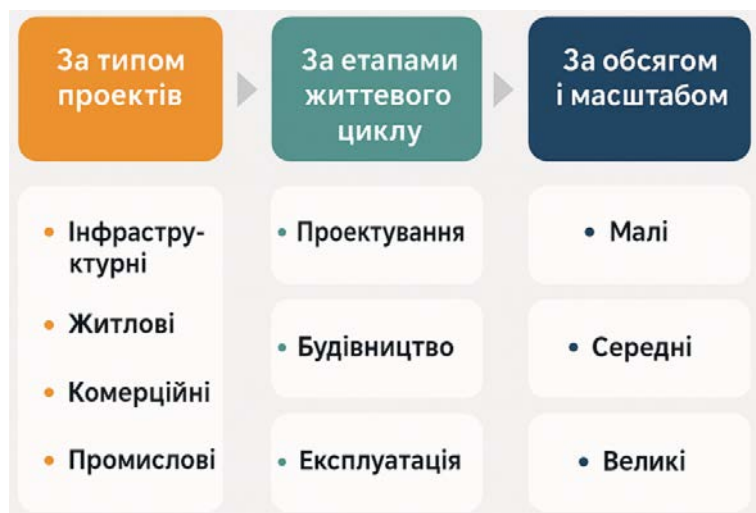 За типом
проектів
За етапами
життевого
циклу
За обсягом
і масштабом
• Інфрастру-
ктурні
• Житлові
• Комерційні
• Промислові
• Проектування
• Будівництво
• Експлуатація
• Малі
• Середні
• Великі